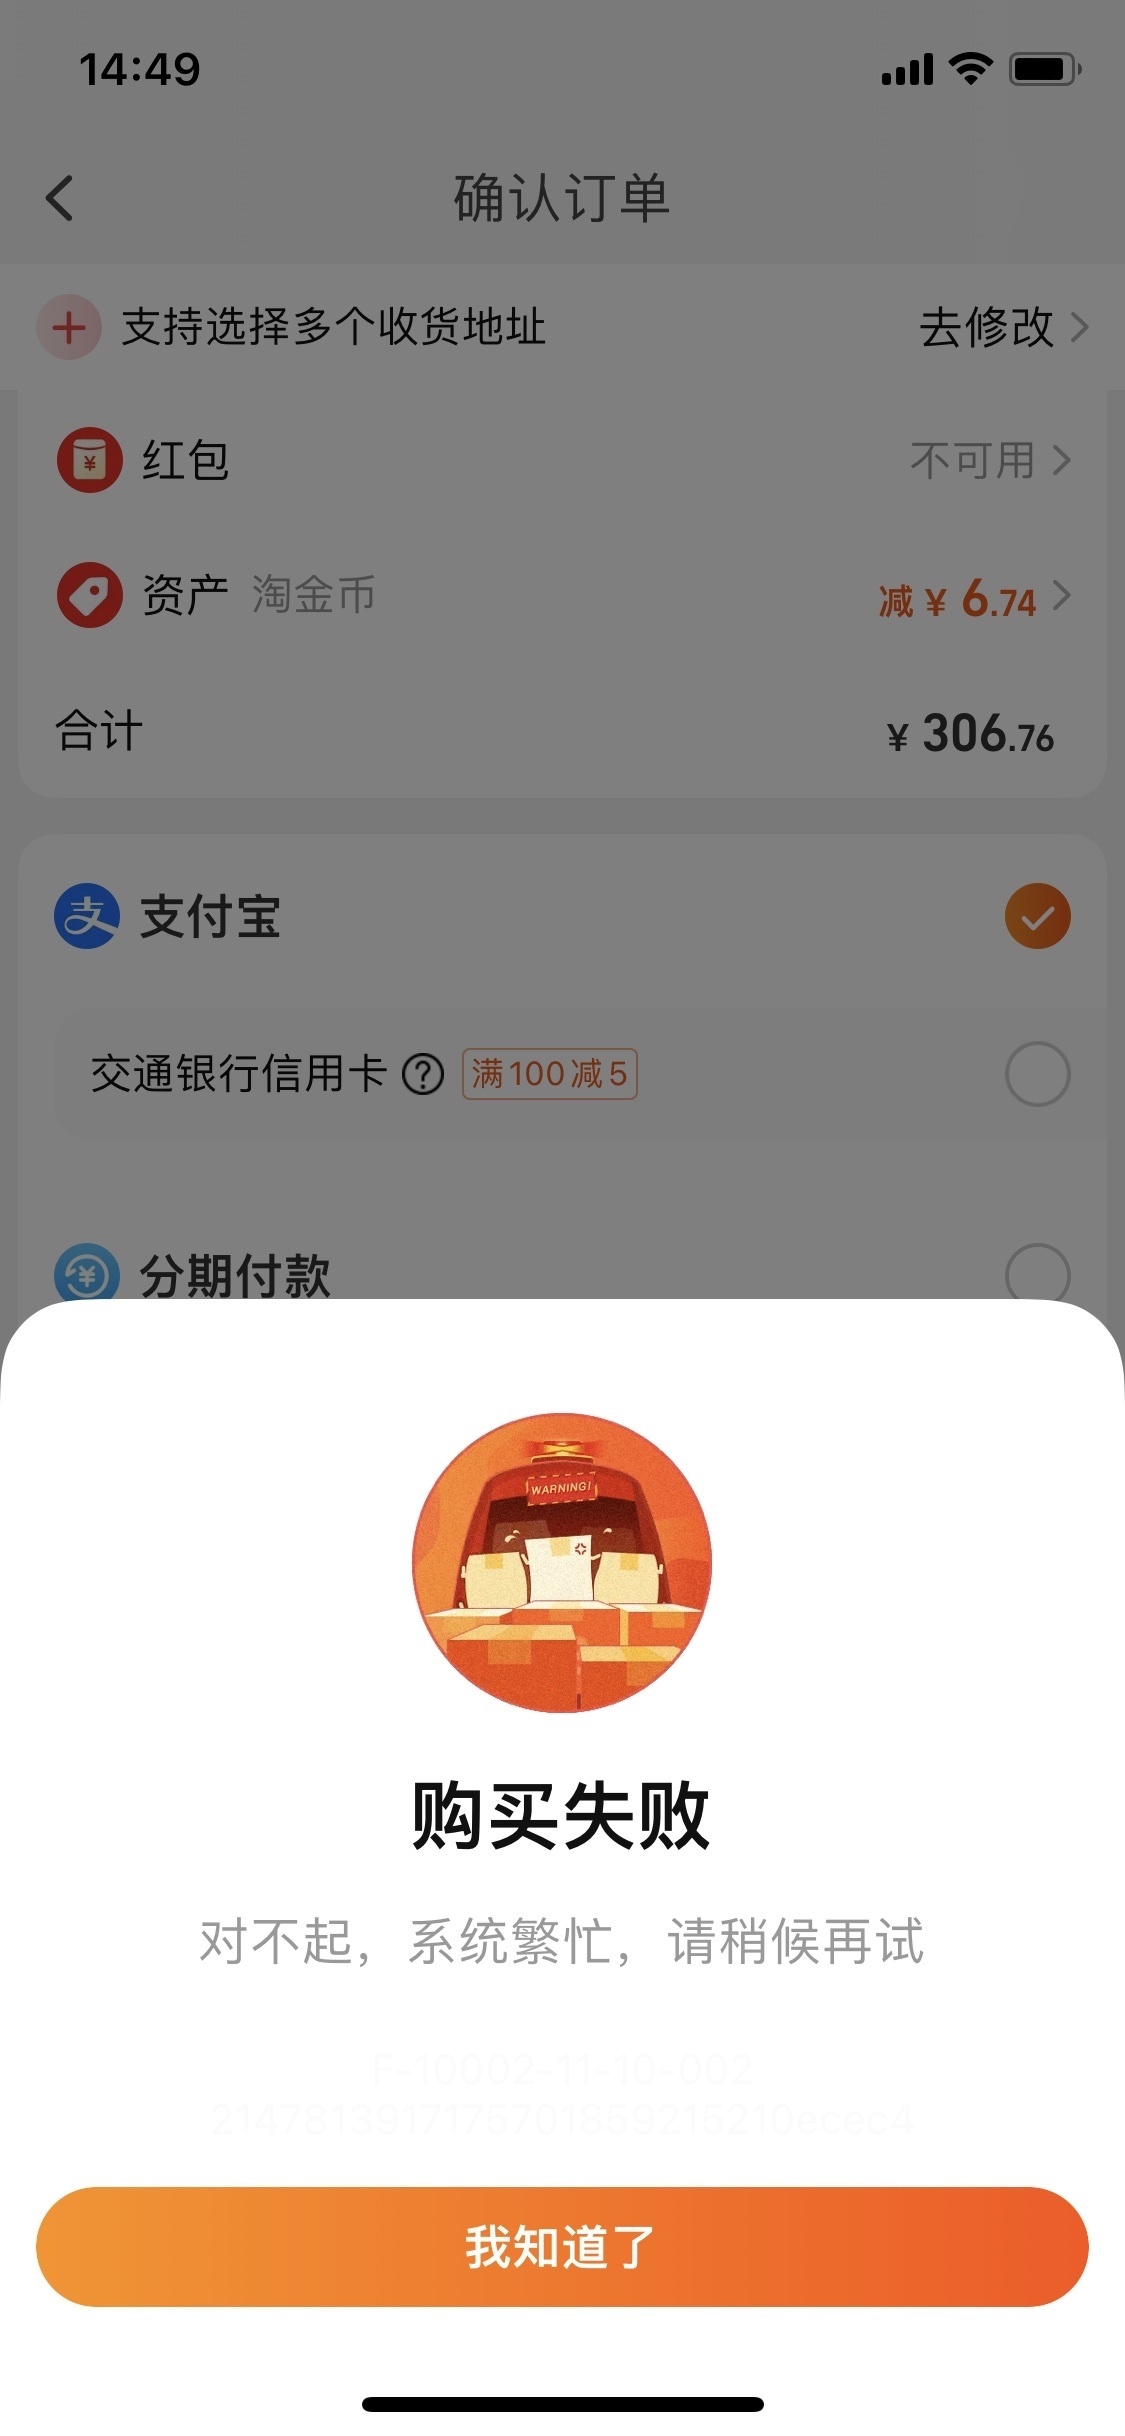 14:49
确认订单
支持选择多个收货地址 去修改
红包 不可用
资产 淘金币 减 ¥ 6.74
合计 ¥ 306.76
支付宝
交通银行信用卡 ? 满100减5
分期付款
WARNING!
购买失败
对不起，系统繁忙，请稍候再试
F-10002-11-10-002
2147813917175701859215210ecec4
我知道了